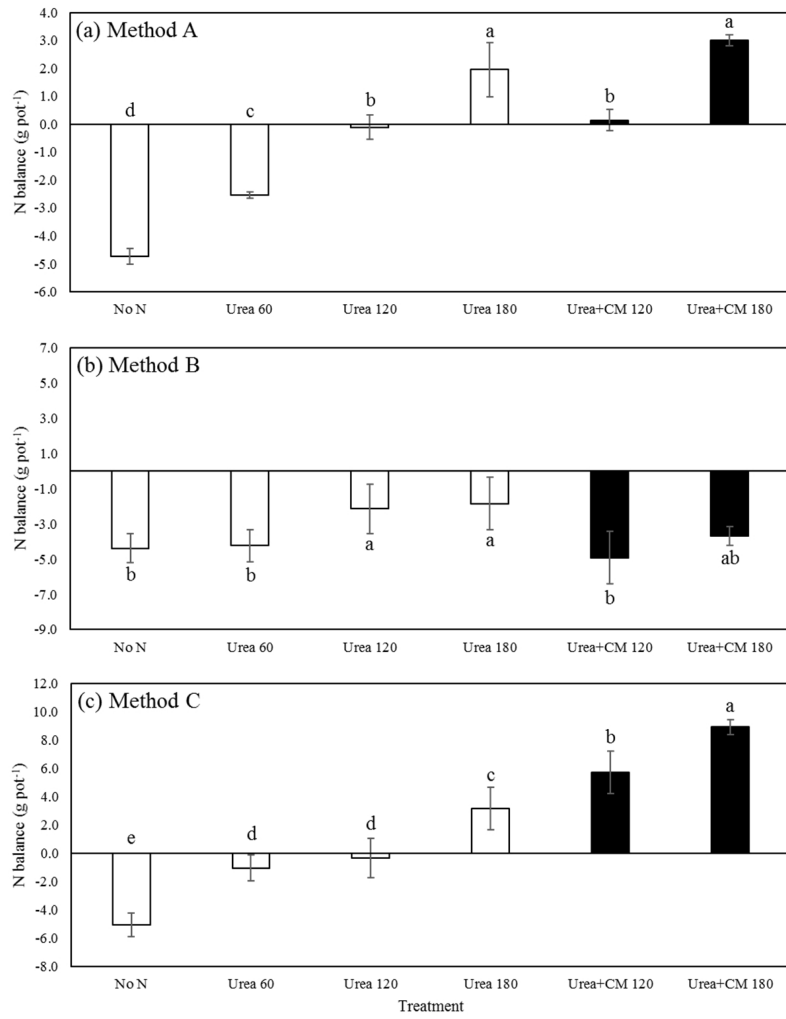 (a) Method A
4.0
3.0
2.0
1.0
0.0
-1.0
-2.0
-3.0
-4.0
-5.0
-6.0
N balance (g pot⁻¹)
d c b a b a
No N Urea 60 Urea 120 Urea 180 Urea+CM 120 Urea+CM 180
(b) Method B
7.0
5.0
3.0
1.0
-1.0
-3.0
-5.0
-7.0
-9.0
N balance (g pot⁻¹)
b b a a b ab
No N Urea 60 Urea 120 Urea 180 Urea+CM 120 Urea+CM 180
(c) Method C
12.0
10.0
8.0
6.0
4.0
2.0
0.0
-2.0
-4.0
-6.0
-8.0
N balance (g pot⁻¹)
e d d c b a
No N Urea 60 Urea 120 Urea 180 Urea+CM 120 Urea+CM 180
Treatment